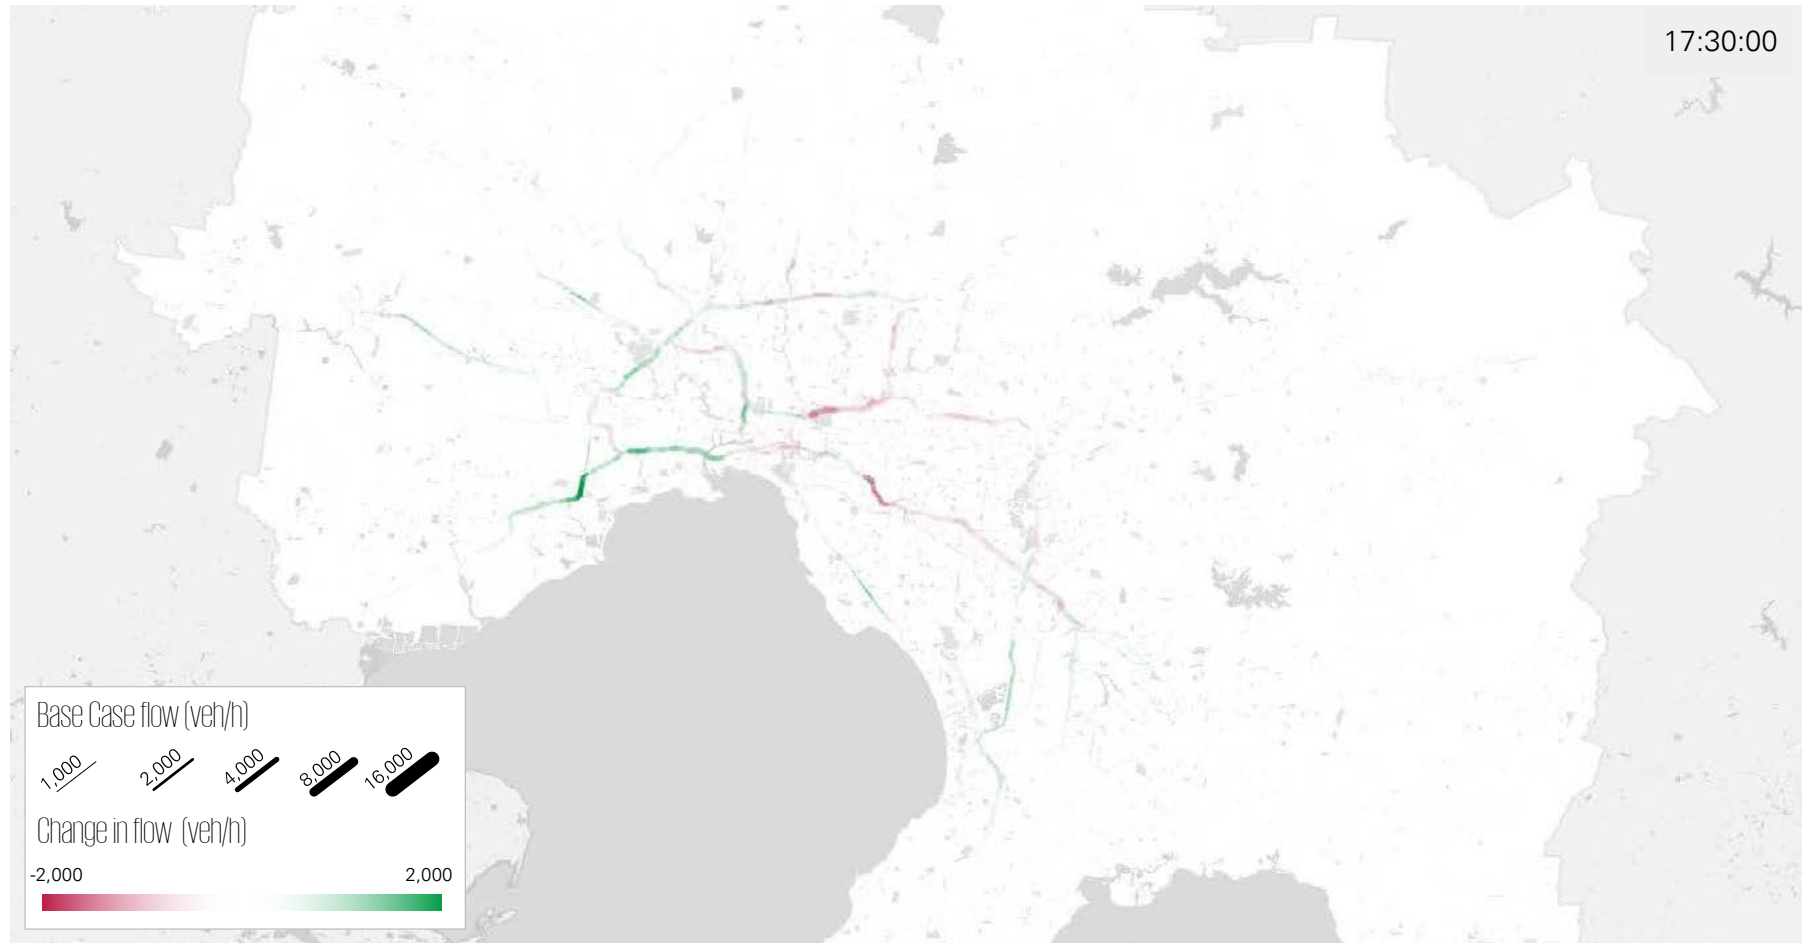 17:30:00
Base Case flow (veh/h)
1,000 2,000 4,000 8,000 16,000
Change in flow (veh/h)
-2,000 2,000